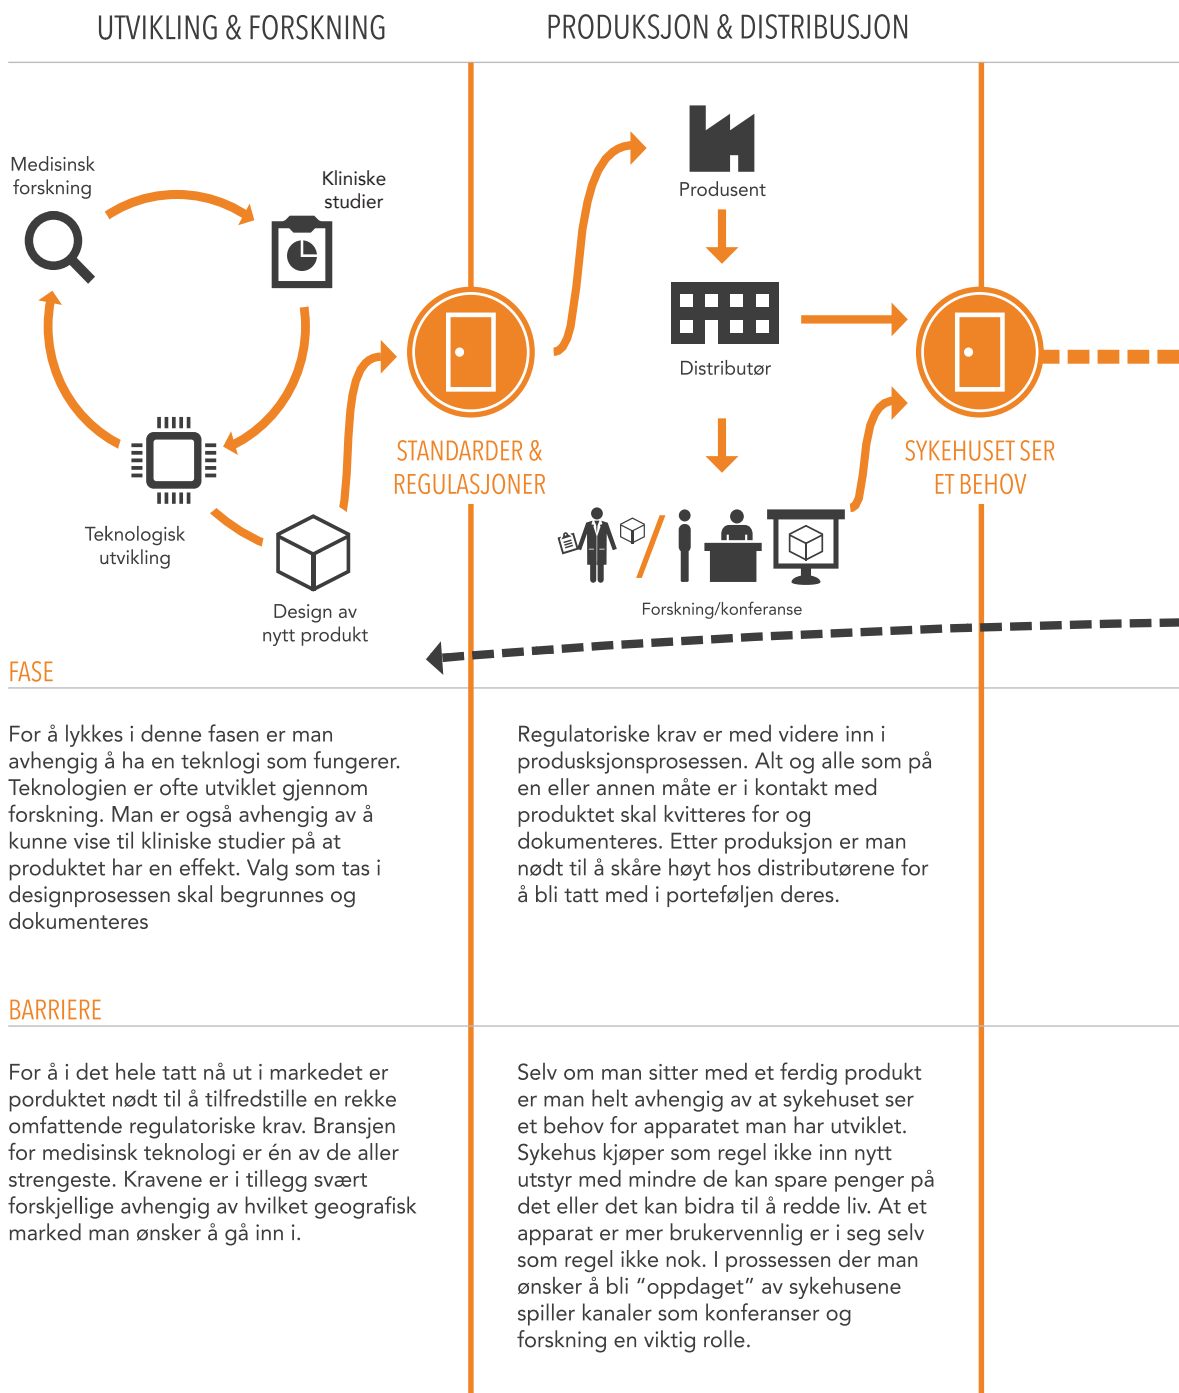 UTVIKLING & FORSKNING
PRODUKSJON & DISTRIBUSJON
Medisinsk
forskning
Kliniske
studier
Teknologisk
utvikling
Design av
nytt produkt
STANDARDER &
REGULASJONER
Produsent
Distributør
Forskning/konferanse
SYKEHUSET SER
ET BEHOV
FASE
For å lykkes i denne fasen er man
avhengig å ha en teknlogi som fungerer.
Teknologien er ofte utviklet gjennom
forskning. Man er også avhengig av å
kunne vise til kliniske studier på at
produktet har en effekt. Valg som tas i
designprosessen skal begrunnes og
dokumenteres
Regulatoriske krav er med videre inn i
produsksjonsprosessen. Alt og alle som på
en eller annen måte er i kontakt med
produktet skal kvitteres for og
dokumenteres. Etter produksjon er man
nødt til å skåre høyt hos distributørene for
å bli tatt med i porteføljen deres.
BARRIERE
For å i det hele tatt nå ut i markedet er
porduktet nødt til å tilfredstille en rekke
omfattende regulatoriske krav. Bransjen
for medisinsk teknologi er én av de aller
strengeste. Kravene er i tillegg svært
forskjellige avhengig av hvilket geografisk
marked man ønsker å gå inn i.
Selv om man sitter med et ferdig produkt
er man helt avhengig av at sykehuset ser
et behov for apparatet man har utviklet.
Sykehus kjøper som regel ikke inn nytt
utstyr med mindre de kan spare penger på
det eller det kan bidra til å redde liv. At et
apparat er mer brukervennlig er i seg selv
som regel ikke nok. I prossessen der man
ønsker å bli “oppdaget” av sykehusene
spiller kanaler som konferanser og
forskning en viktig rolle.